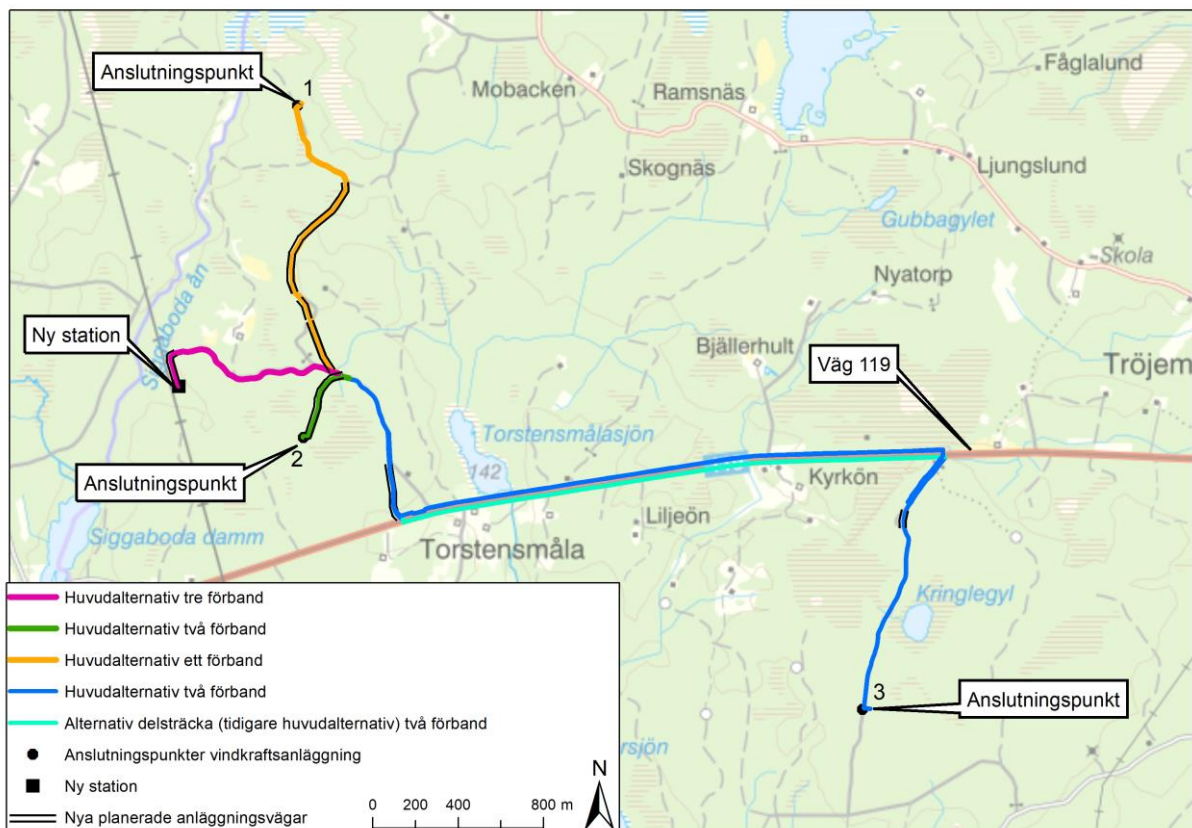 Anslutningspunkt
1
Mobacken
Ramsnäs
Fåglalund
Skognäs
Ljungslund
Gubbagylet
Skola
Nyatorp
Siggaboda ån
Ny station
Bjällerhult
Väg 119
Tröjem
2
Anslutningspunkt
Torstensmålasjön
142
Kyrkön
Liljeön
Siggaboda damm
Torstensmåla
Kringlegyl
3
Anslutningspunkt
rsjön
Huvudalternativ tre förband
Huvudalternativ två förband
Huvudalternativ ett förband
Huvudalternativ två förband
Alternativ delsträcka (tidigare huvudalternativ) två förband
Anslutningspunkter vindkraftsanläggning
Ny station
Nya planerade anläggningsvägar
N
0 200 400 800 m